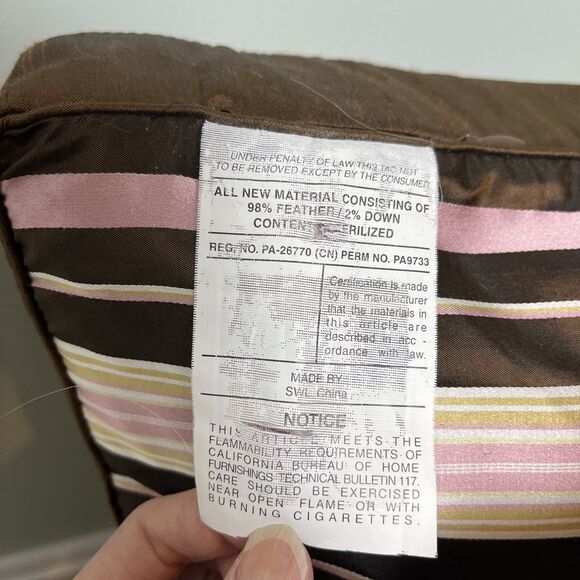 UNDER PENALTY OF LAW THIS TAG NOT
TO BE REMOVED EXCEPT BY THE CONSUMER
ALL NEW MATERIAL CONSISTING OF
98% FEATHER / 2% DOWN
CONTENT STERILIZED
REG. NO. PA-26770 (CN) PERM NO. PA9733
Certification is made
by the manufacturer
that the materials in
this article are
described in acc -
ordance with law.
MADE BY
SWL, China
NOTICE
THIS ARTICLE MEETS THE
FLAMMABILITY REQUIREMENTS OF
CALIFORNIA BUREAU OF HOME
FURNISHINGS TECHNICAL BULLETIN 117.
CARE SHOULD BE EXERCISED
NEAR OPEN FLAME OR WITH
BURNING CIGARETTES.